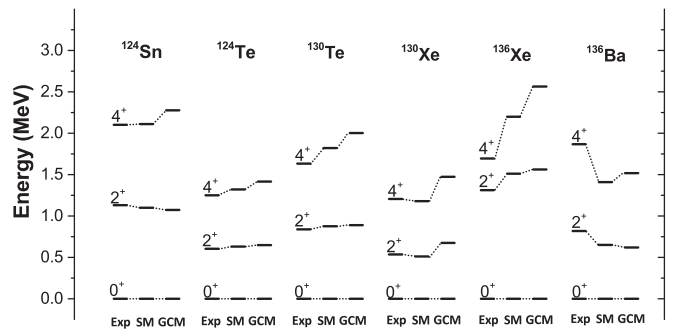 Energy (MeV)
3.0
2.5
2.0
1.5
1.0
0.5
0.0
¹²⁴Sn ¹²⁴Te ¹³⁰Te ¹³⁰Xe ¹³⁶Xe ¹³⁶Ba
4⁺ 4⁺ 4⁺ 4⁺ 4⁺ 4⁺
2⁺ 2⁺ 2⁺ 2⁺ 2⁺ 2⁺
0⁺ 0⁺ 0⁺ 0⁺ 0⁺ 0⁺
Exp SM GCM Exp SM GCM Exp SM GCM Exp SM GCM Exp SM GCM Exp SM GCM